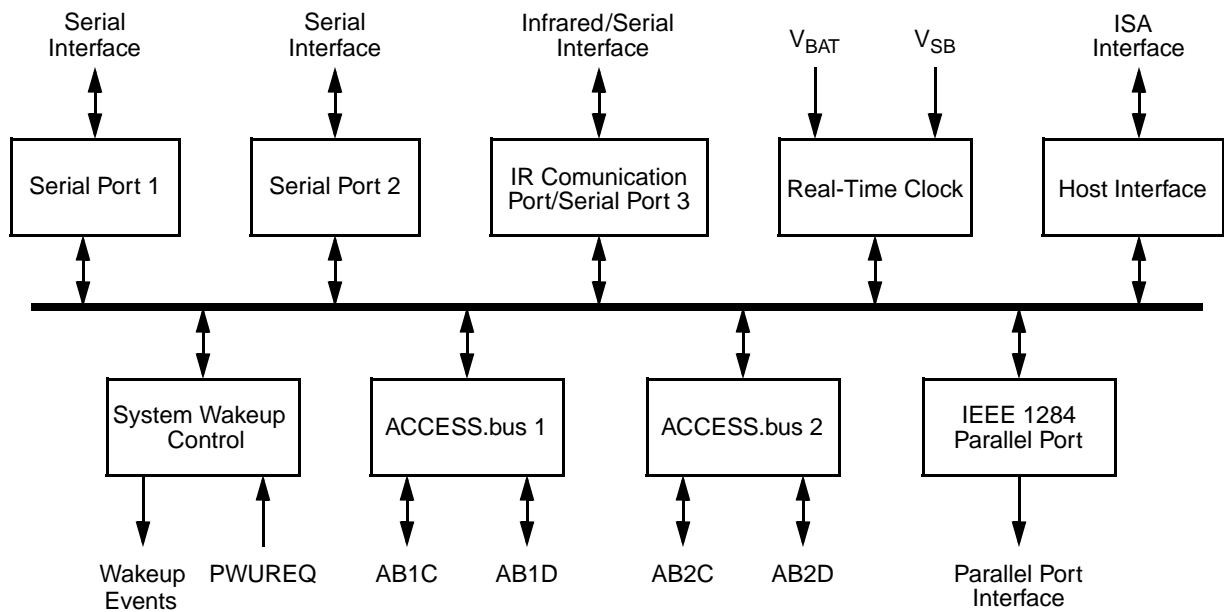 Serial
Interface
Serial
Interface
Infrared/Serial
Interface
VBAT
VSB
ISA
Interface
Serial Port 1
Serial Port 2
IR Comunication
Port/Serial Port 3
Real-Time Clock
Host Interface
System Wakeup
Control
ACCESS.bus 1
ACCESS.bus 2
IEEE 1284
Parallel Port
Wakeup
Events
PWUREQ
AB1C
AB1D
AB2C
AB2D
Parallel Port
Interface